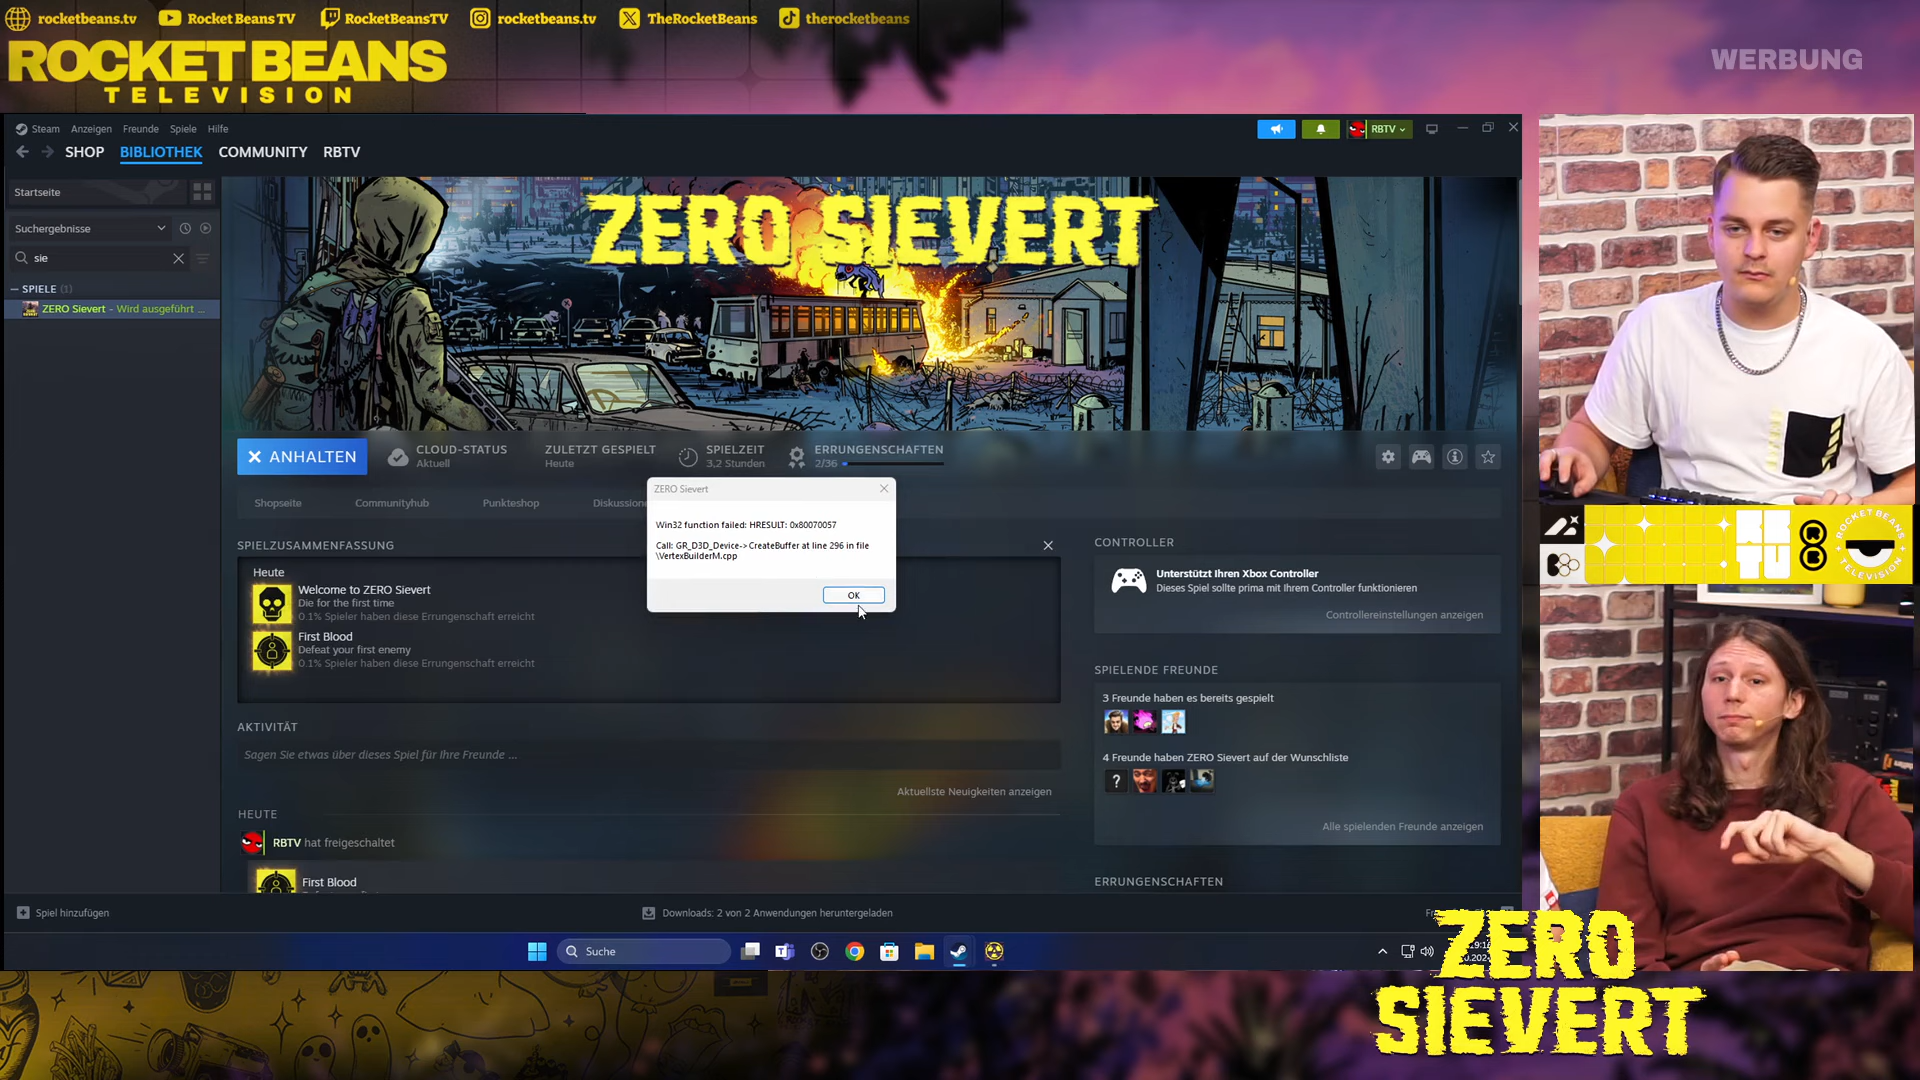 rocketbeans.tv
Rocket Beans TV
RocketBeansTV
rocketbeans.tv
TheRocketBeans
therocketbeans
ROCKET BEANS
TELEVISION
WERBUNG
Steam Anzeigen Freunde Spiele Hilfe
RBTV
SHOP BIBLIOTHEK COMMUNITY RBTV
Startseite
Suchergebnisse
sie
SPIELE (1)
ZERO Sievert - Wird ausgeführt ...
ZERO SIEVERT
ANHALTEN
CLOUD-STATUS
Aktuell
ZULETZT GESPIELT
Heute
SPIELZEIT
3,2 Stunden
ERRUNGENSCHAFTEN
2/36
Shopseite Communityhub Punkteshop
ZERO Sievert
Win32 function failed: HRESULT: 0x80070057
Call: GR_D3D_Device->CreateBuffer at line 296 in file
\VertexBuilderM.cpp
OK
SPIELZUSAMMENFASSUNG
Heute
Welcome to ZERO Sievert
Die for the first time
0.1% Spieler haben diese Errungenschaft erreicht
First Blood
Defeat your first enemy
0.1% Spieler haben diese Errungenschaft erreicht
AKTIVITÄT
Sagen Sie etwas über dieses Spiel für Ihre Freunde ...
Aktuellste Neuigkeiten anzeigen
HEUTE
RBTV hat freigeschaltet
First Blood
CONTROLLER
Unterstützt Ihren Xbox Controller
Dieses Spiel sollte prima mit Ihrem Controller funktionieren
Controllereinstellungen anzeigen
SPIELENDE FREUNDE
3 Freunde haben es bereits gespielt
4 Freunde haben ZERO Sievert auf der Wunschliste
?
Alle spielenden Freunde anzeigen
ERRUNGENSCHAFTEN
Spiel hinzufügen
Downloads: 2 von 2 Anwendungen heruntergeladen
Suche
RBTU
ROCKET BEANS
TELEVISION
ZERO
SIEVERT